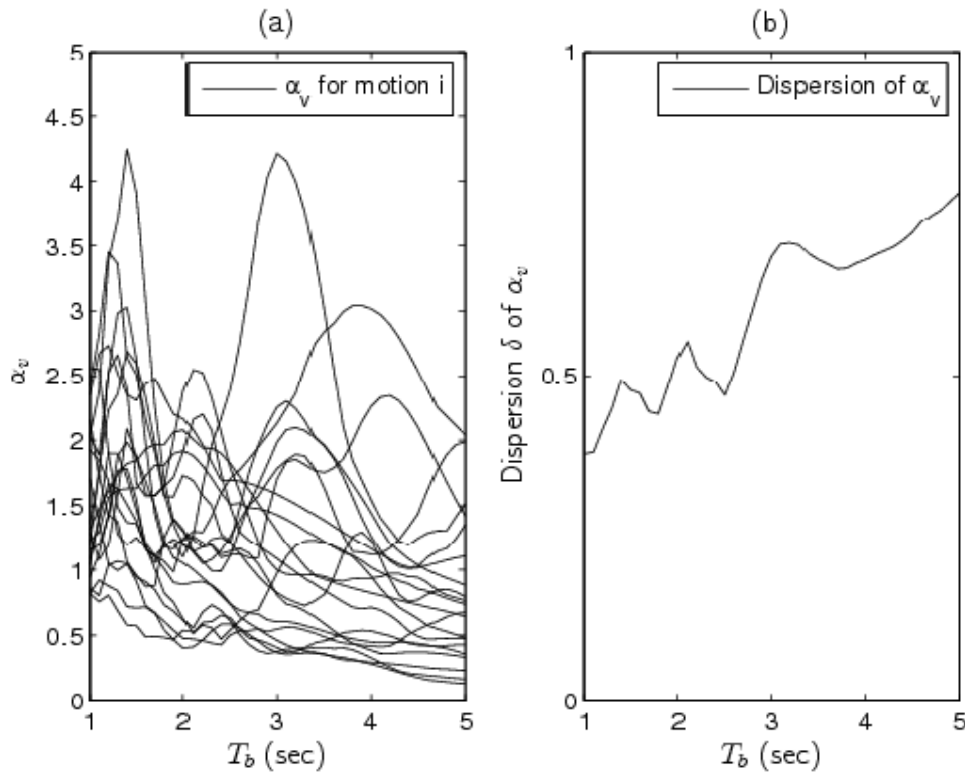 (a)
α_v for motion i
5
4.5
4
3.5
3
2.5
2
1.5
1
0.5
0
α_v
1 2 3 4 5
T_b (sec)
(b)
Dispersion of α_v
1
0.5
0
Dispersion δ of α_v
1 2 3 4 5
T_b (sec)